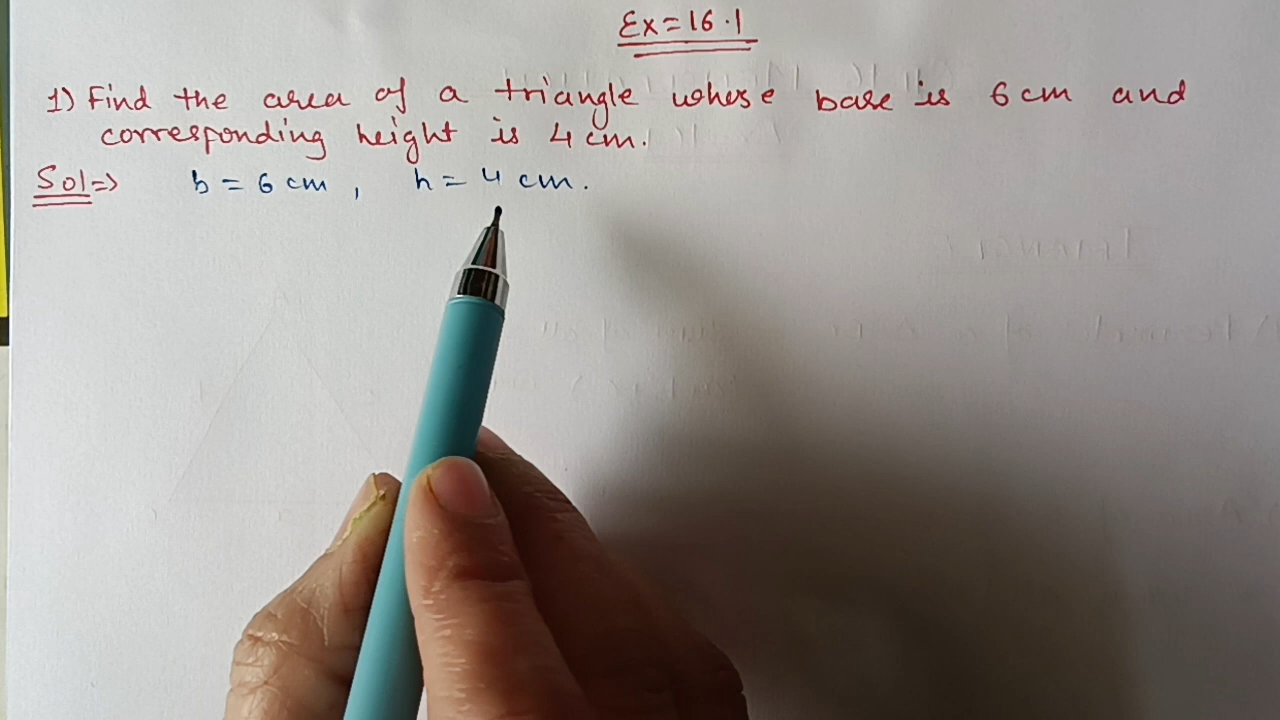 Ex=16.1
1) Find the area of a triangle whose base is 6 cm and
corresponding height is 4 cm.
Sol=> b = 6 cm, h = 4 cm.